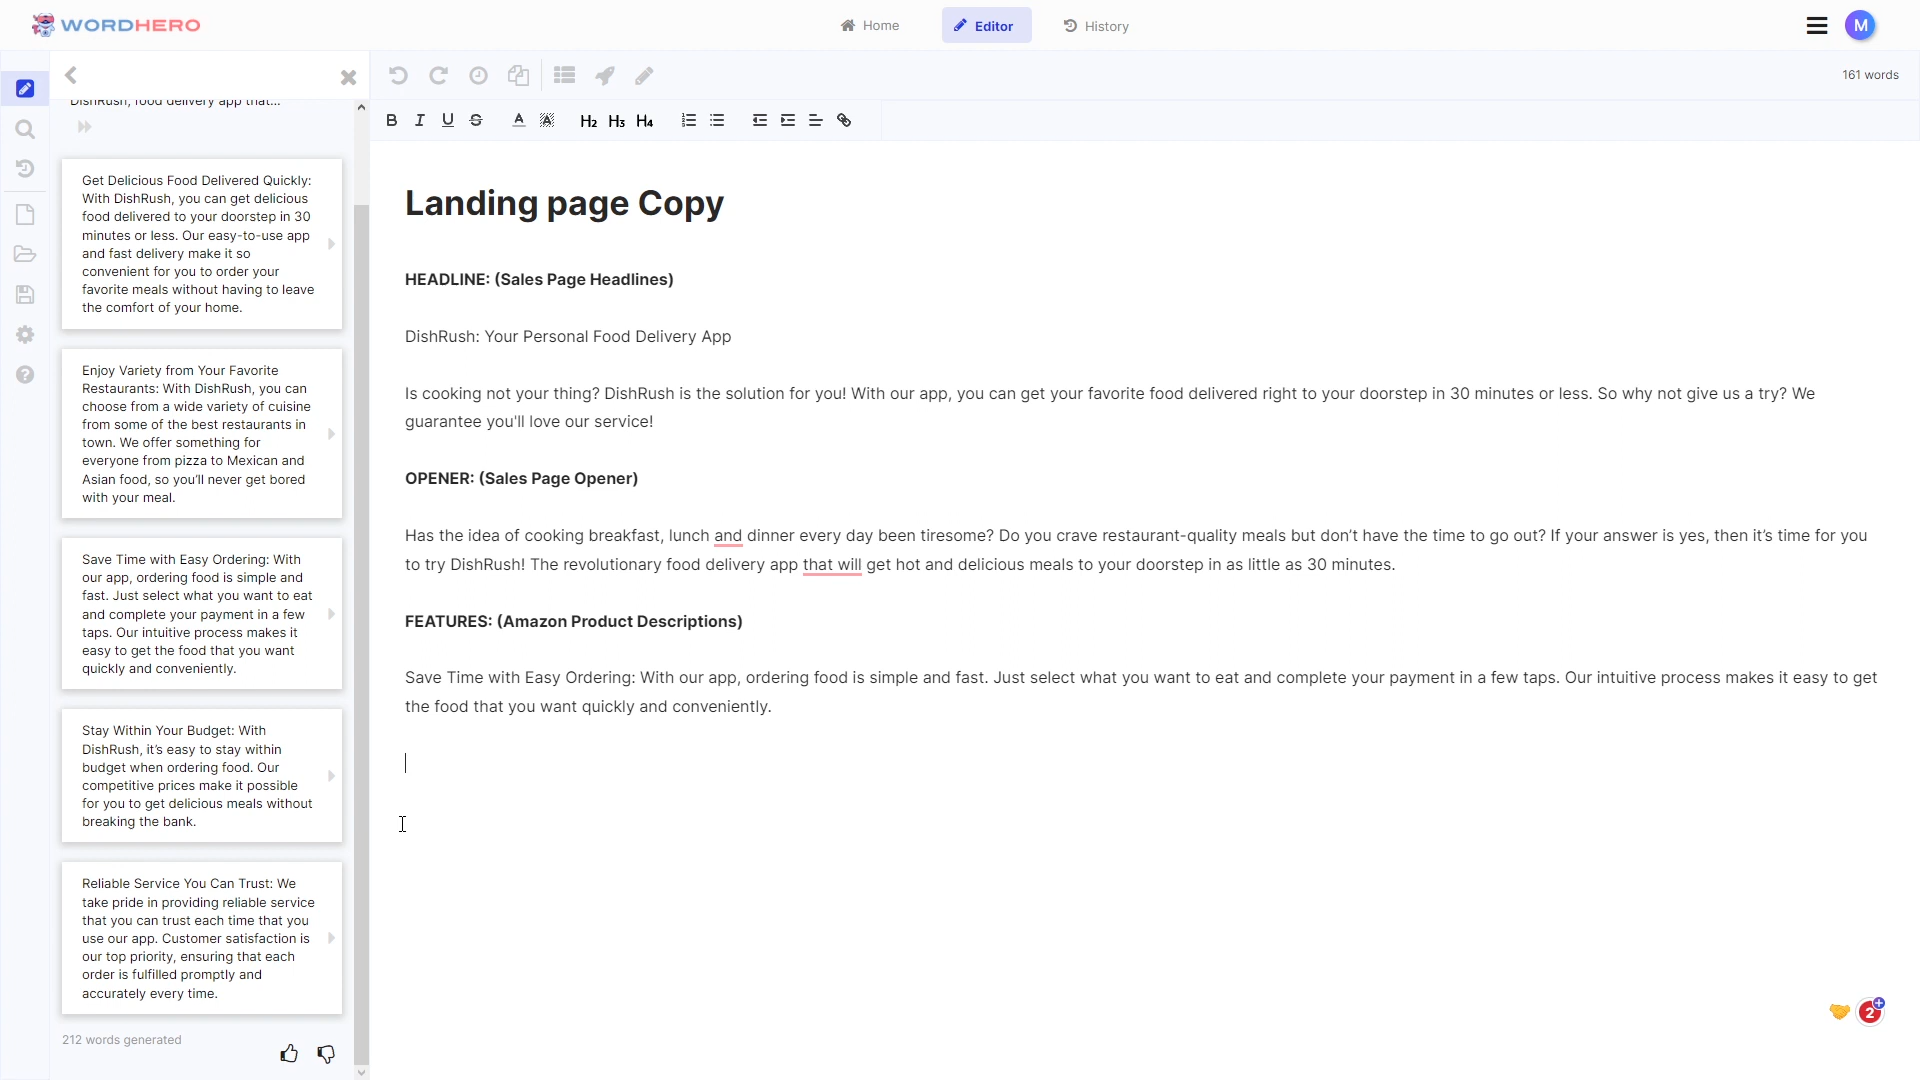 WORDHERO
Home
Editor
History
M
161 words
DishRush, food delivery app that...
B I U S A A H2 H3 H4
Get Delicious Food Delivered Quickly:
With DishRush, you can get delicious
food delivered to your doorstep in 30
minutes or less. Our easy-to-use app
and fast delivery make it so
convenient for you to order your
favorite meals without having to leave
the comfort of your home.
Enjoy Variety from Your Favorite
Restaurants: With DishRush, you can
choose from a wide variety of cuisine
from some of the best restaurants in
town. We offer something for
everyone from pizza to Mexican and
Asian food, so you'll never get bored
with your meal.
Save Time with Easy Ordering: With
our app, ordering food is simple and
fast. Just select what you want to eat
and complete your payment in a few
taps. Our intuitive process makes it
easy to get the food that you want
quickly and conveniently.
Stay Within Your Budget: With
DishRush, it's easy to stay within
budget when ordering food. Our
competitive prices make it possible
for you to get delicious meals without
breaking the bank.
Reliable Service You Can Trust: We
take pride in providing reliable service
that you can trust each time that you
use our app. Customer satisfaction is
our top priority, ensuring that each
order is fulfilled promptly and
accurately every time.
212 words generated
Landing page Copy
HEADLINE: (Sales Page Headlines)
DishRush: Your Personal Food Delivery App
Is cooking not your thing? DishRush is the solution for you! With our app, you can get your favorite food delivered right to your doorstep in 30 minutes or less. So why not give us a try? We
guarantee you'll love our service!
OPENER: (Sales Page Opener)
Has the idea of cooking breakfast, lunch and dinner every day been tiresome? Do you crave restaurant-quality meals but don't have the time to go out? If your answer is yes, then it's time for you
to try DishRush! The revolutionary food delivery app that will get hot and delicious meals to your doorstep in as little as 30 minutes.
FEATURES: (Amazon Product Descriptions)
Save Time with Easy Ordering: With our app, ordering food is simple and fast. Just select what you want to eat and complete your payment in a few taps. Our intuitive process makes it easy to get
the food that you want quickly and conveniently.
2